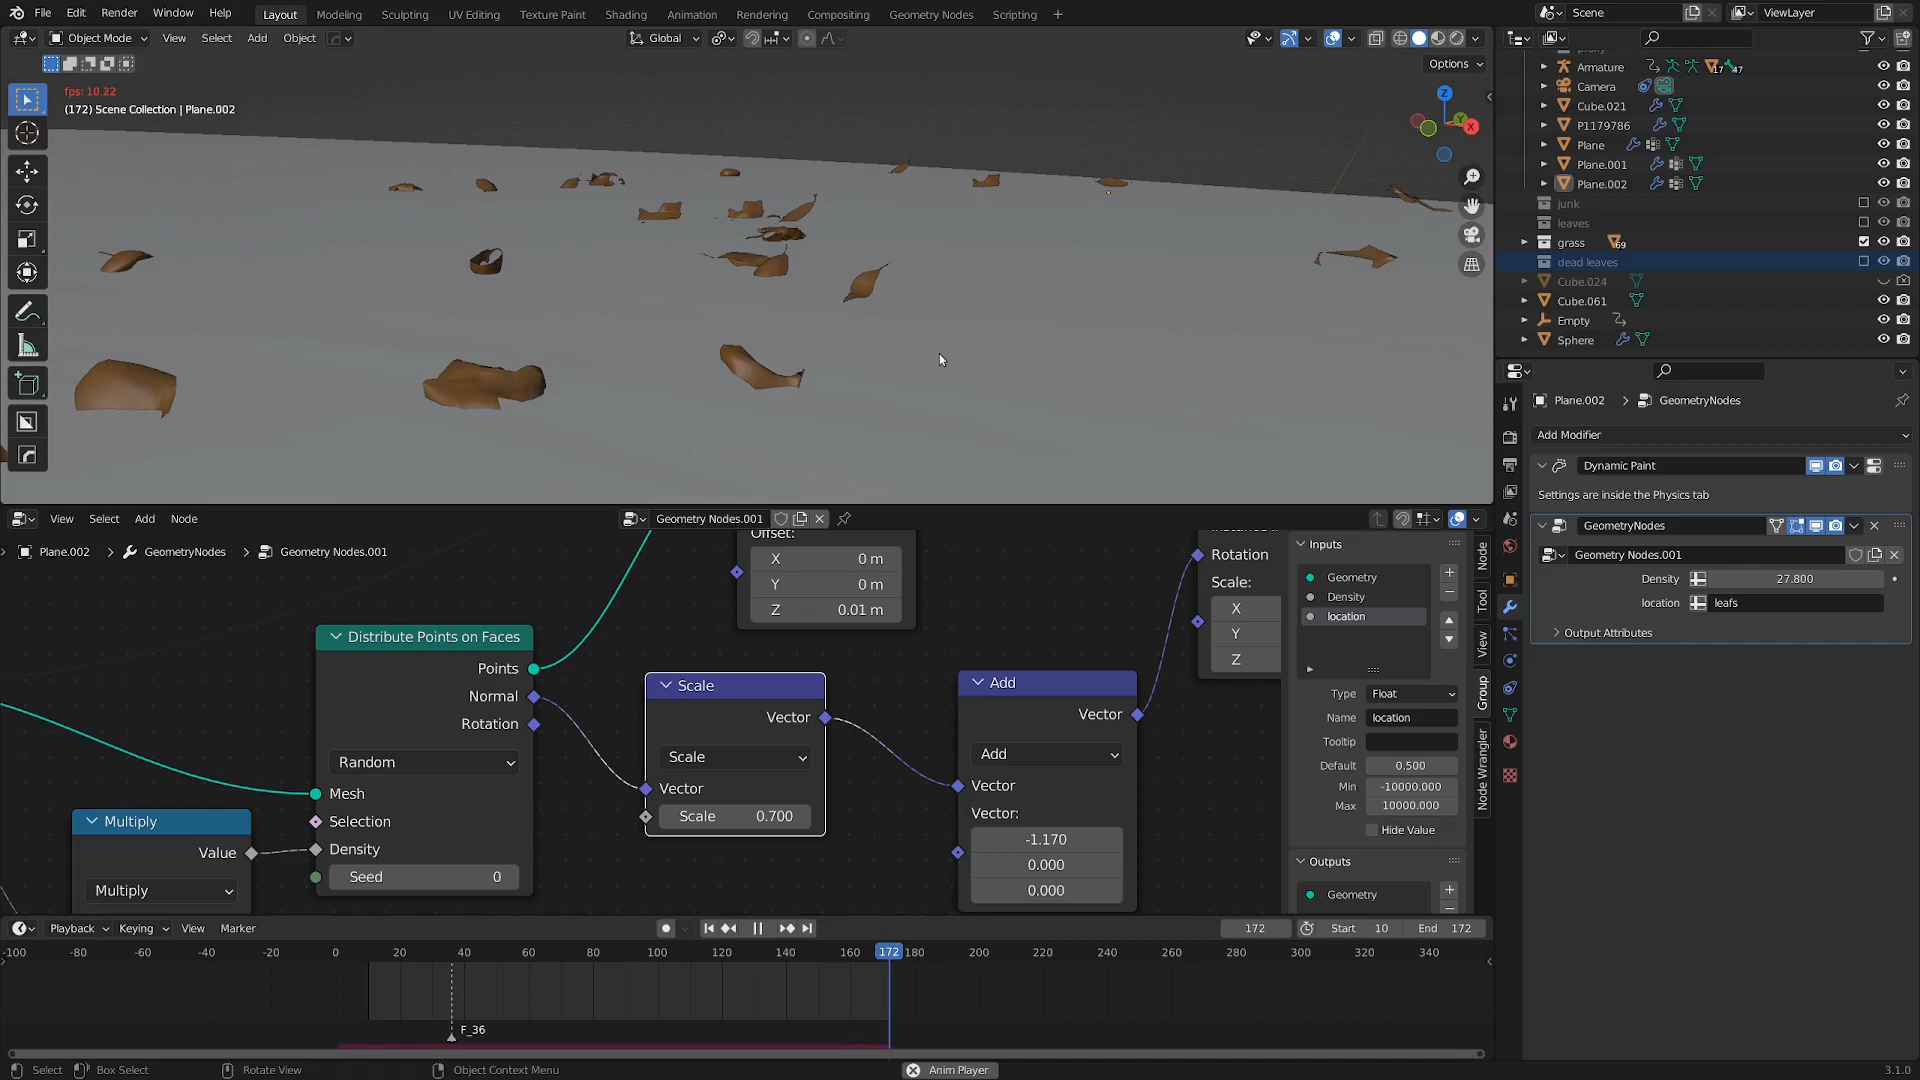 File Edit Render Window Help Layout Modeling Sculpting UV Editing Texture Paint Shading Animation Rendering Compositing Geometry Nodes Scripting + Scene ViewLayer
Object Mode View Select Add Object Global
Options
fps: 10.22
(172) Scene Collection | Plane.002
Z
Y
X
Armature 17 47
Camera
Cube.021
P1179786
Plane
Plane.001
Plane.002
junk
leaves
grass 69
dead leaves
Cube.024
Cube.061
Empty
Sphere
Plane.002 > GeometryNodes
Add Modifier
Dynamic Paint
Settings are inside the Physics tab
GeometryNodes
Geometry Nodes.001
Density 27.800
location leafs
Output Attributes
View Select Add Node Geometry Nodes.001
Plane.002 > GeometryNodes > Geometry Nodes.001
Offset:
X 0 m
Y 0 m
Z 0.01 m
Rotation
Scale:
X
Y
Z
Distribute Points on Faces
Points
Normal
Rotation
Random
Mesh
Selection
Density
Seed 0
Multiply
Value
Multiply
Scale
Vector
Scale
Vector
Scale 0.700
Add
Vector
Add
Vector
Vector:
-1.170
0.000
0.000
Inputs
Geometry
Density
location
Type Float
Name location
Tooltip
Default 0.500
Min -10000.000
Max 10000.000
Hide Value
Outputs
Geometry
Node
Tool
View
Group
Node Wrangler
Playback Keying View Marker 172 Start 10 End 172
-100 -80 -60 -40 -20 0 20 40 60 80 100 120 140 160 172 180 200 220 240 260 280 300 320 340
F_36
Select Box Select Rotate View Object Context Menu Anim Player 3.1.0